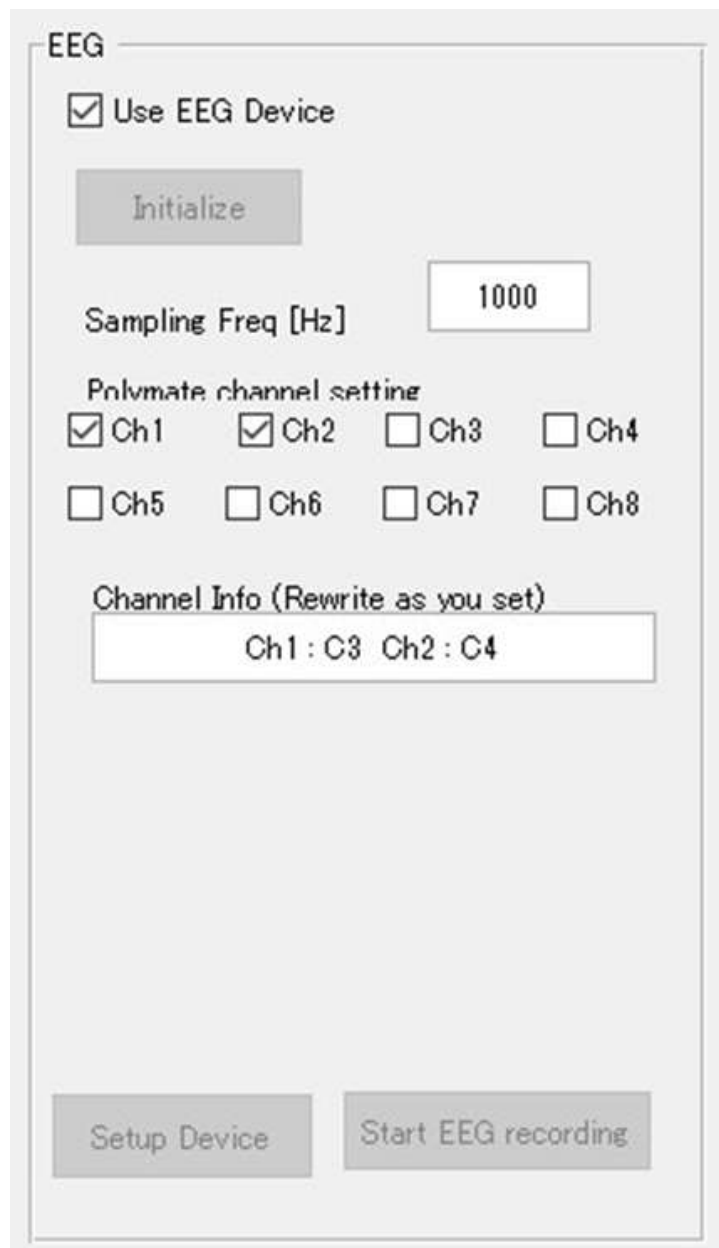 EEG
Use EEG Device
Initialize
Sampling Freq [Hz] 1000
Polymate channel setting
Ch1 Ch2 Ch3 Ch4
Ch5 Ch6 Ch7 Ch8
Channel Info (Rewrite as you set)
Ch1 : C3 Ch2 : C4
Setup Device Start EEG recording